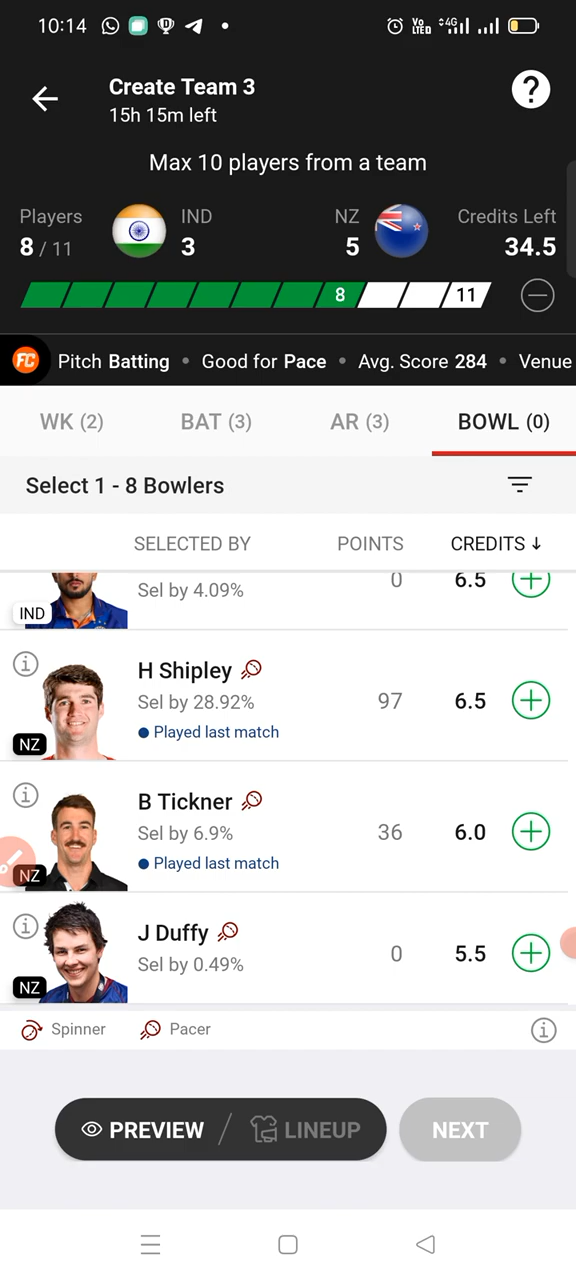 10:14
Vo LTED 4G
Create Team 3
15h 15m left
?
Max 10 players from a team
Players IND NZ Credits Left
8 / 11 3 5 34.5
8 11
FC Pitch Batting • Good for Pace • Avg. Score 284 • Venue
WK (2) BAT (3) AR (3) BOWL (0)
Select 1 - 8 Bowlers
SELECTED BY POINTS CREDITS ↓
Sel by 4.09% 0 6.5
IND
H Shipley
Sel by 28.92% 97 6.5
Played last match
NZ
B Tickner
Sel by 6.9% 36 6.0
Played last match
NZ
J Duffy
Sel by 0.49% 0 5.5
NZ
Spinner Pacer
PREVIEW / LINEUP NEXT